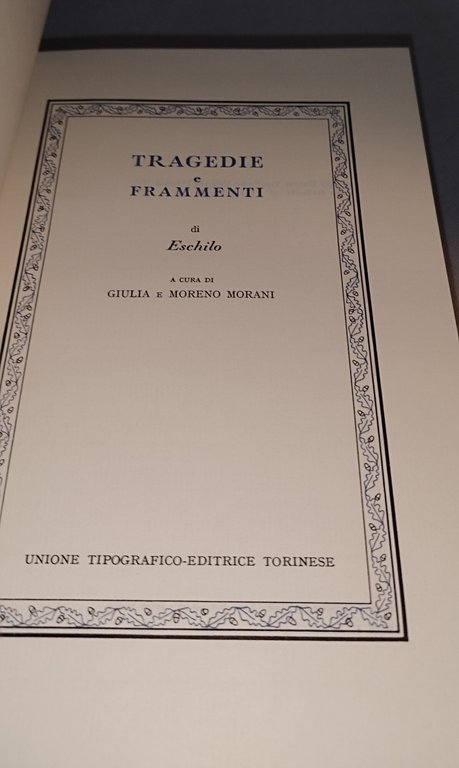 TRAGEDIE
e
FRAMMENTI
di
Eschilo
A CURA DI
GIULIA E MORENO MORANI
UNIONE TIPOGRAFICO-EDITRICE TORINESE